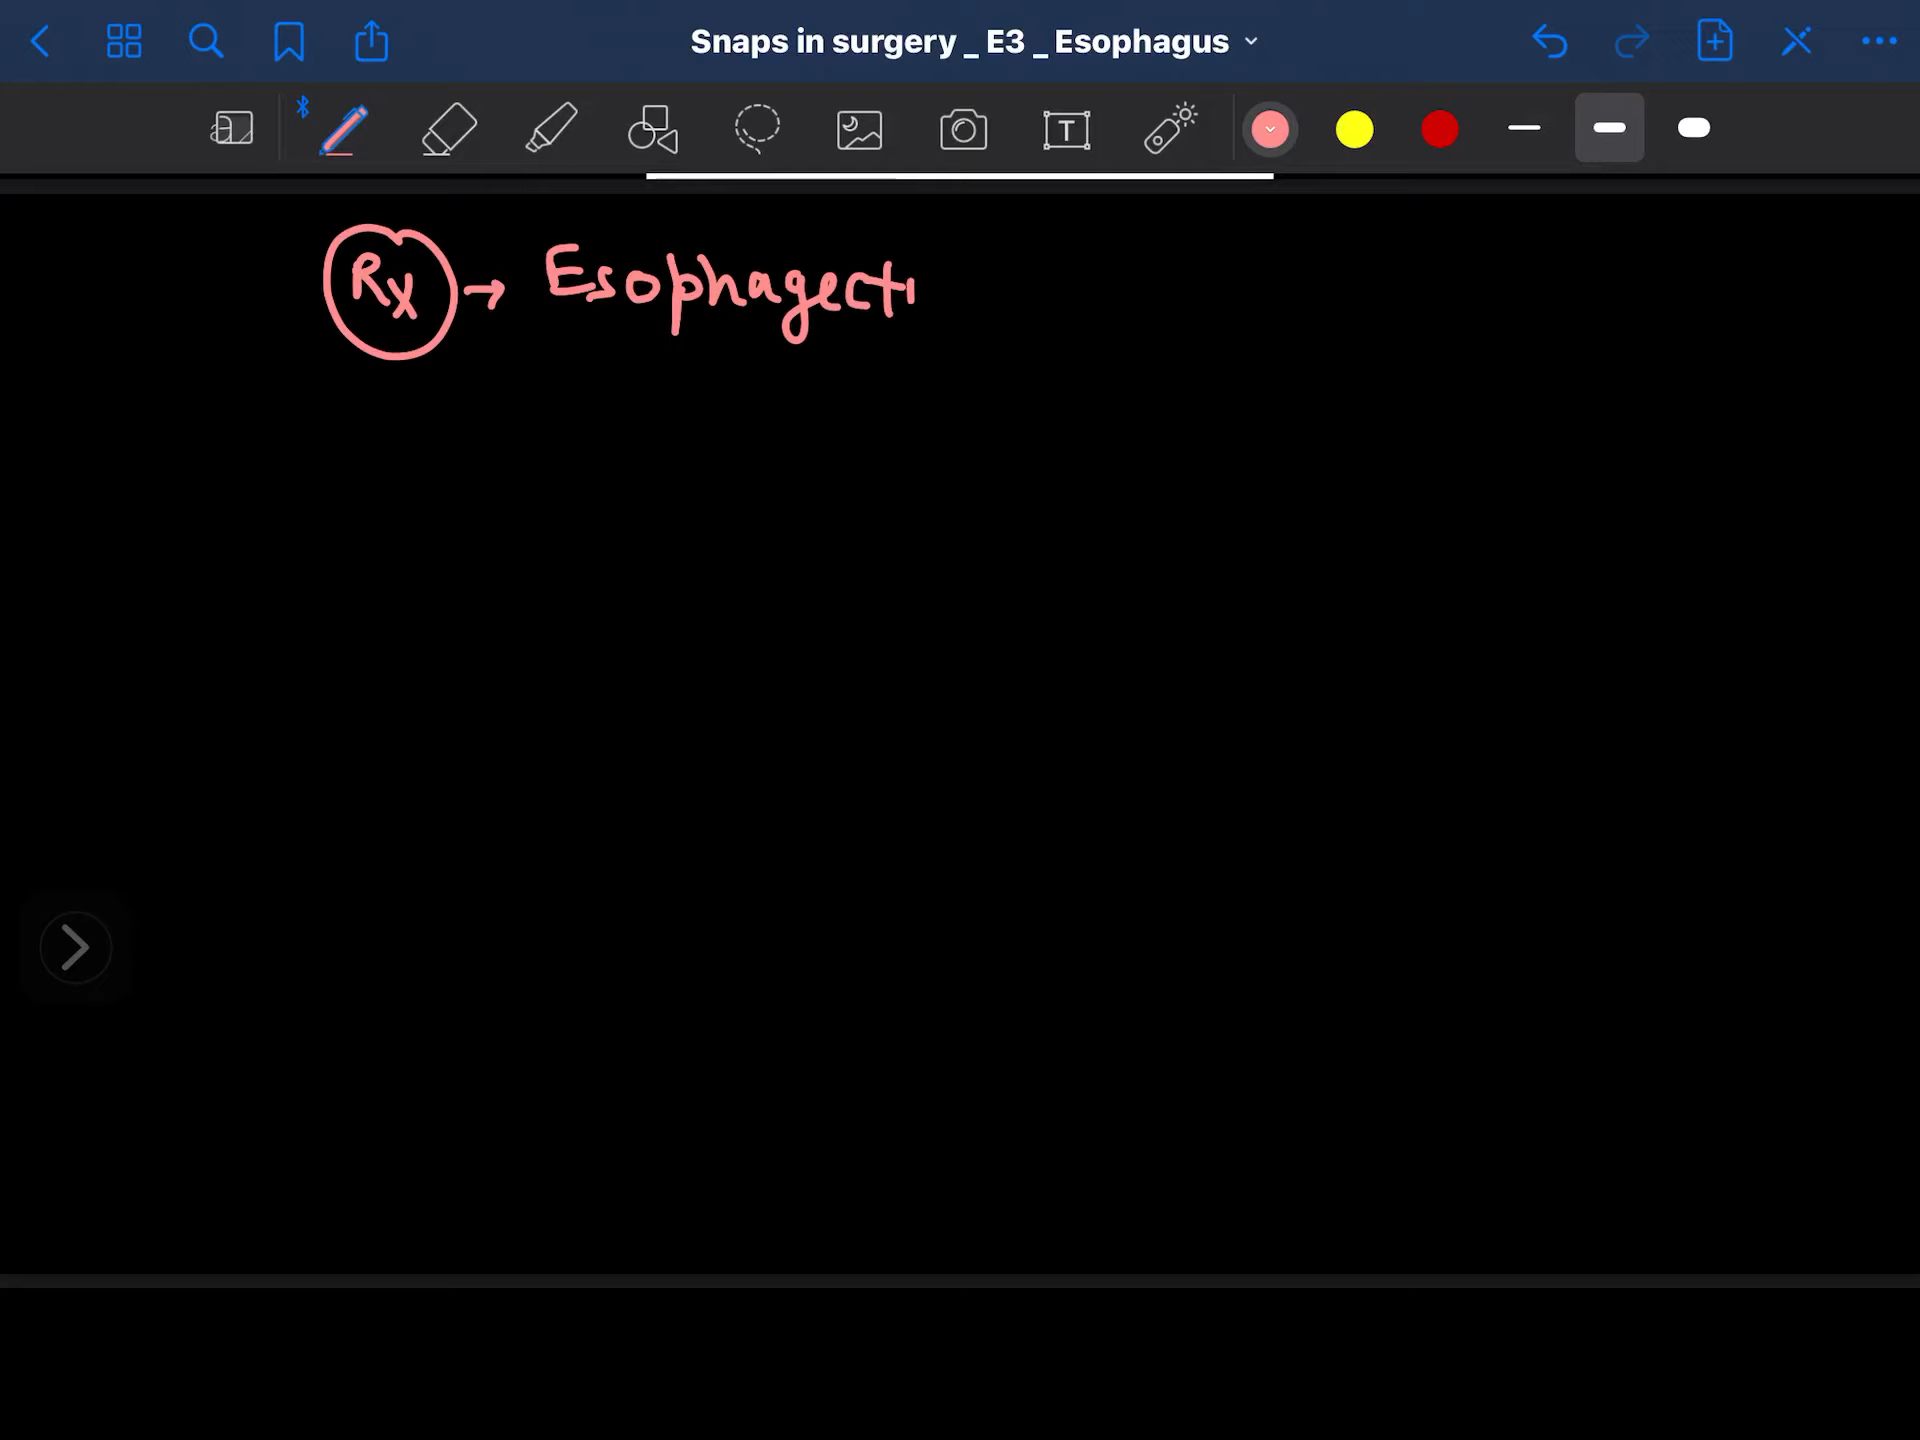 Snaps in surgery _ E3 _ Esophagus
T
Rx → Esophagecti